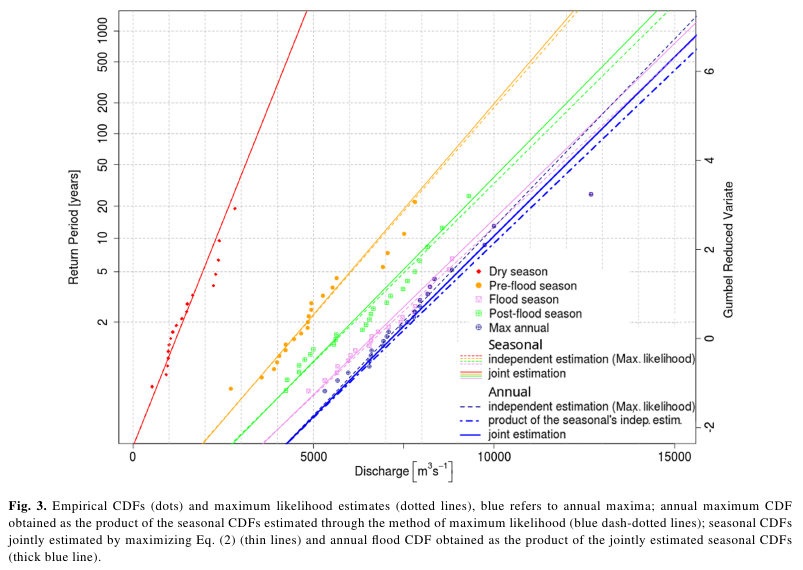 1000
500
200
100
50
20
10
5
2
Return Period [years]
6
4
2
0
-2
Gumbel Reduced Variate
Dry season
Pre-flood season
Flood season
Post-flood season
Max annual
Seasonal
independent estimation (Max. likelihood)
joint estimation
Annual
independent estimation (Max. likelihood)
product of the seasonal's indep. estim.
joint estimation
0 5000 10000 15000
Discharge [m³s⁻¹]
Fig. 3. Empirical CDFs (dots) and maximum likelihood estimates (dotted lines), blue refers to annual maxima; annual maximum CDF
obtained as the product of the seasonal CDFs estimated through the method of maximum likelihood (blue dash-dotted lines); seasonal CDFs
jointly estimated by maximizing Eq. (2) (thin lines) and annual flood CDF obtained as the product of the jointly estimated seasonal CDFs
(thick blue line).